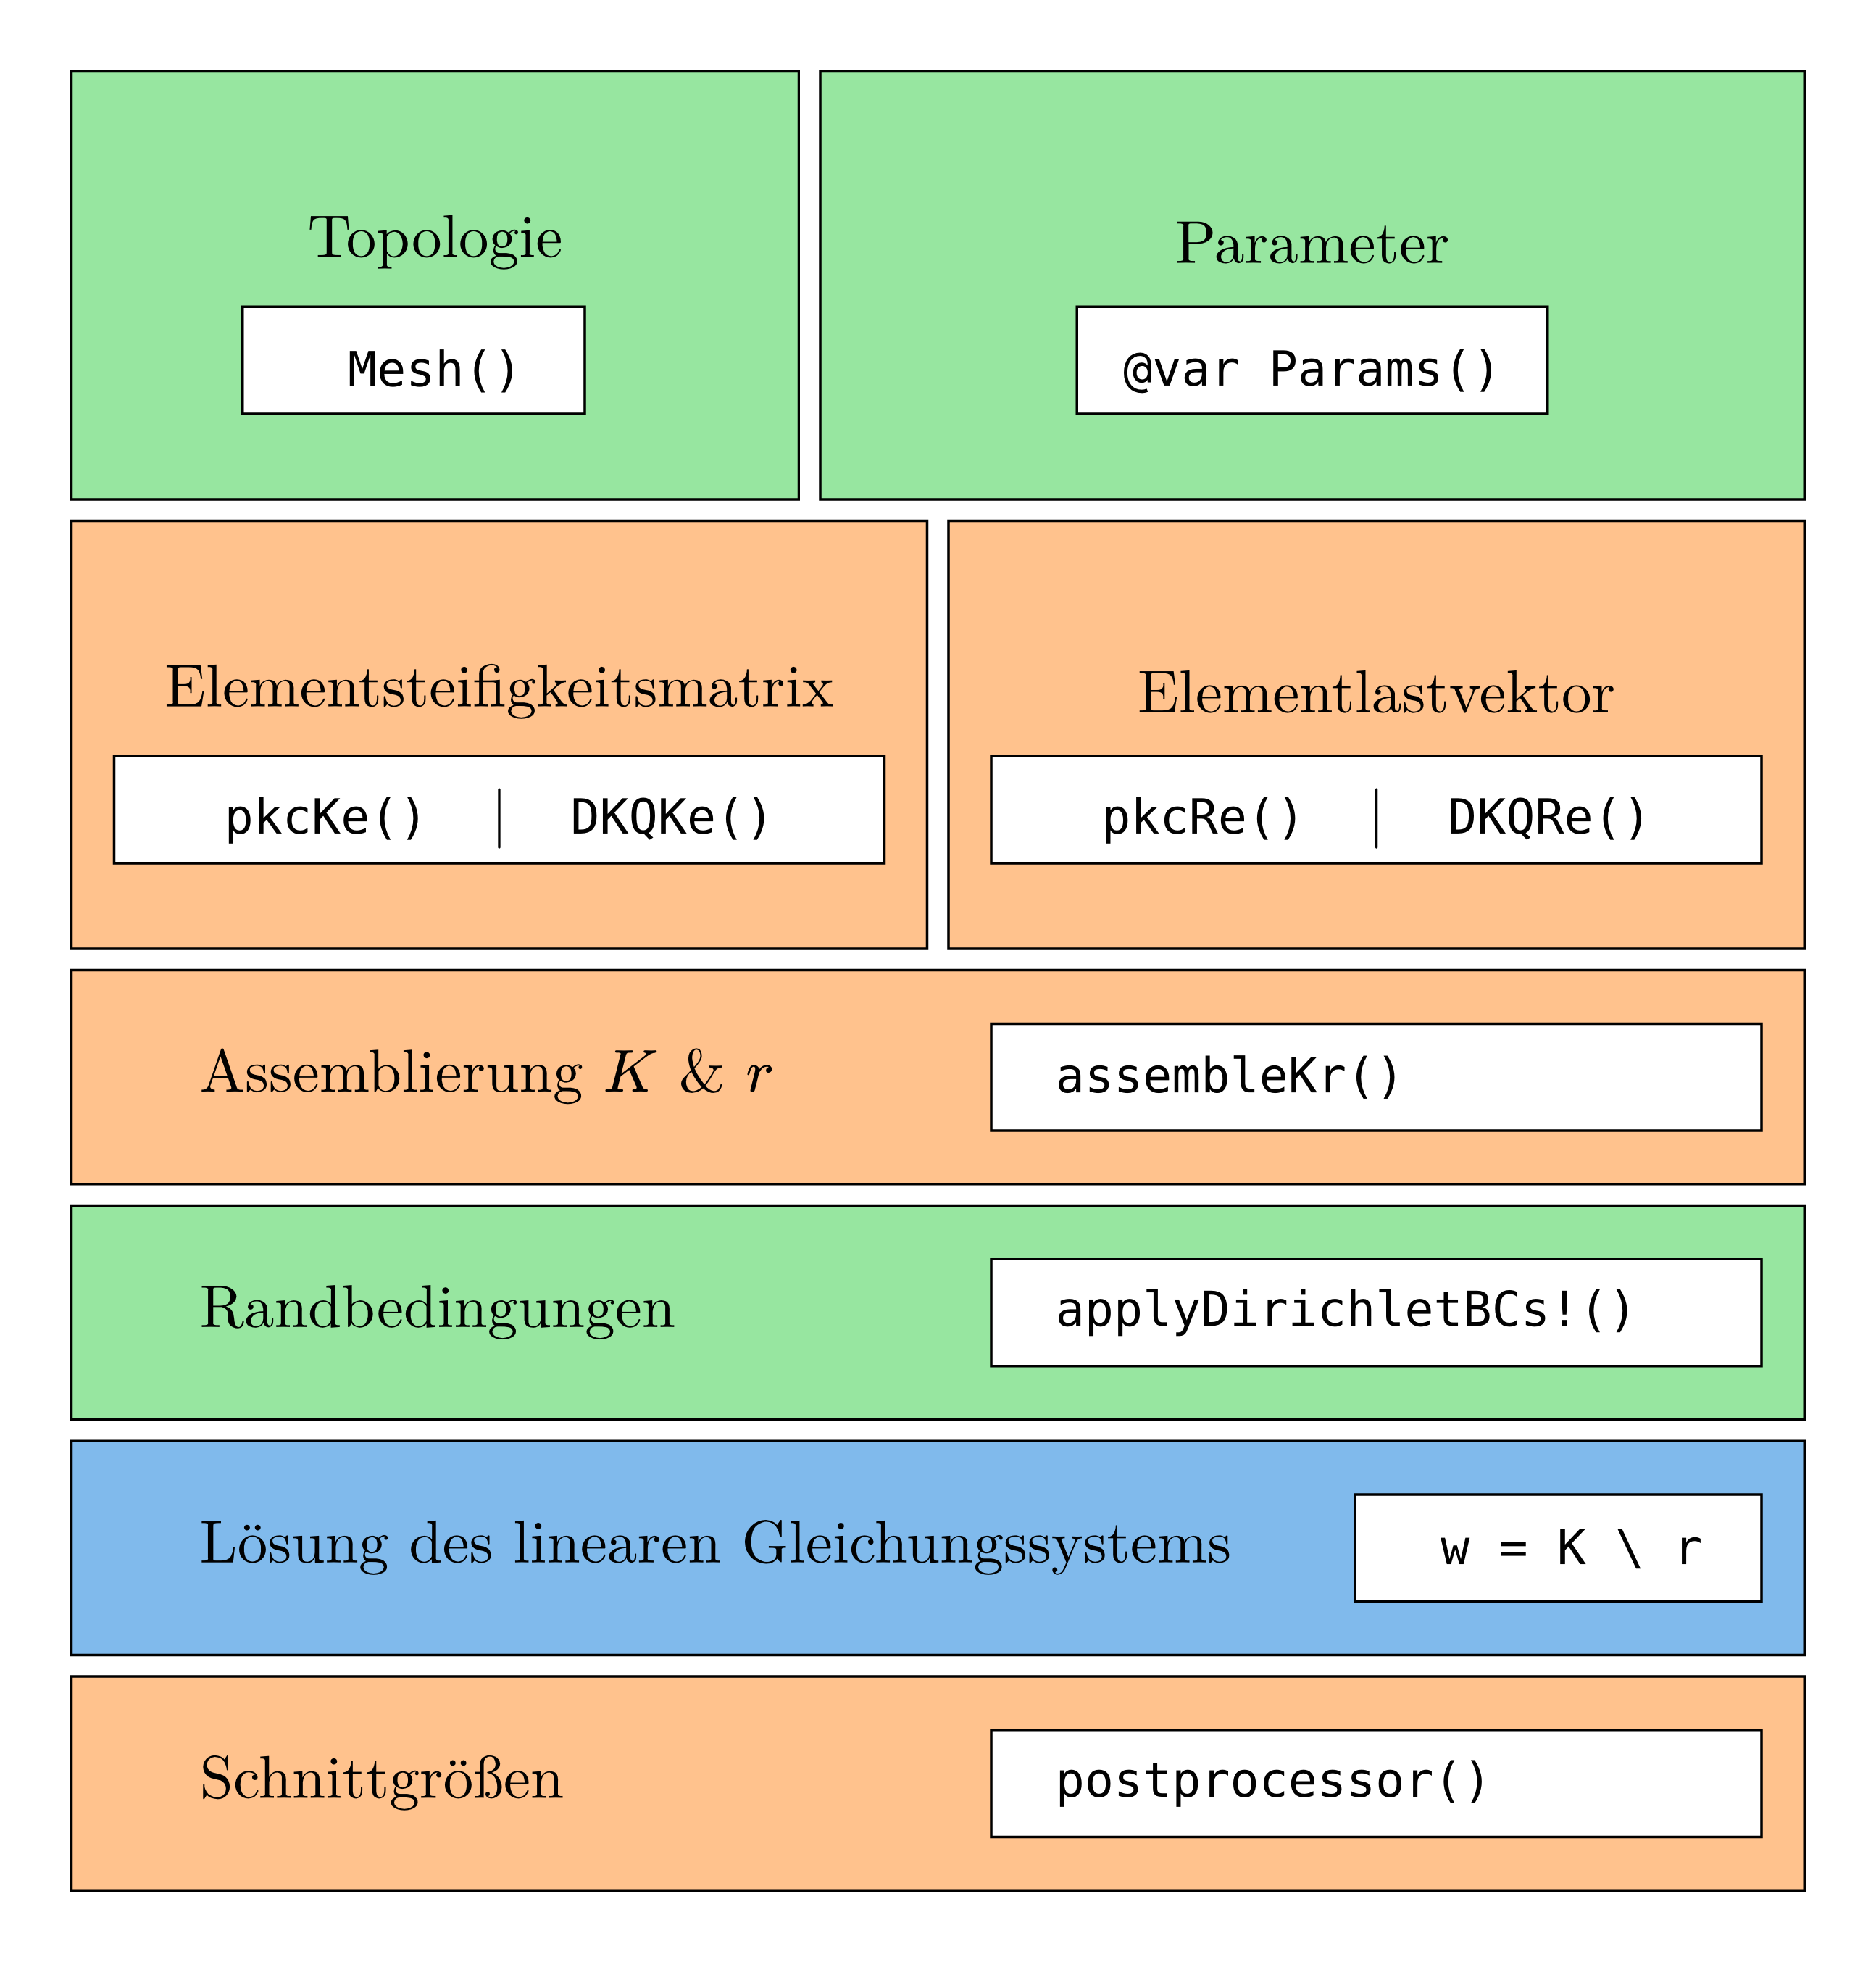 Topologie
Mesh()
Parameter
@var Params()
Elementsteifigkeitsmatrix
pkcKe() | DKQKe()
Elementlastvektor
pkcRe() | DKQRe()
Assemblierung K & r
assembleKr()
Randbedingungen
applyDirichletBCs!()
Lösung des linearen Gleichungssystems
w = K \ r
Schnittgrößen
postprocessor()